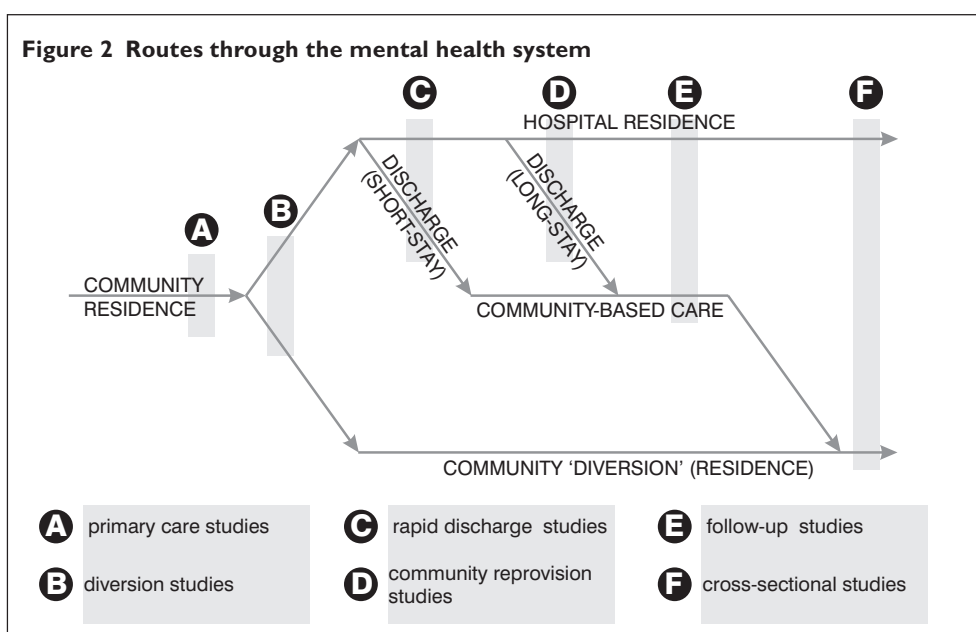 Figure 2 Routes through the mental health system
C
D
E
F
HOSPITAL RESIDENCE
DISCHARGE
(SHORT-STAY)
DISCHARGE
(LONG-STAY)
B
A
COMMUNITY
RESIDENCE
COMMUNITY-BASED CARE
COMMUNITY ‘DIVERSION’ (RESIDENCE)
A primary care studies
B diversion studies
C rapid discharge studies
D community reprovision
studies
E follow-up studies
F cross-sectional studies